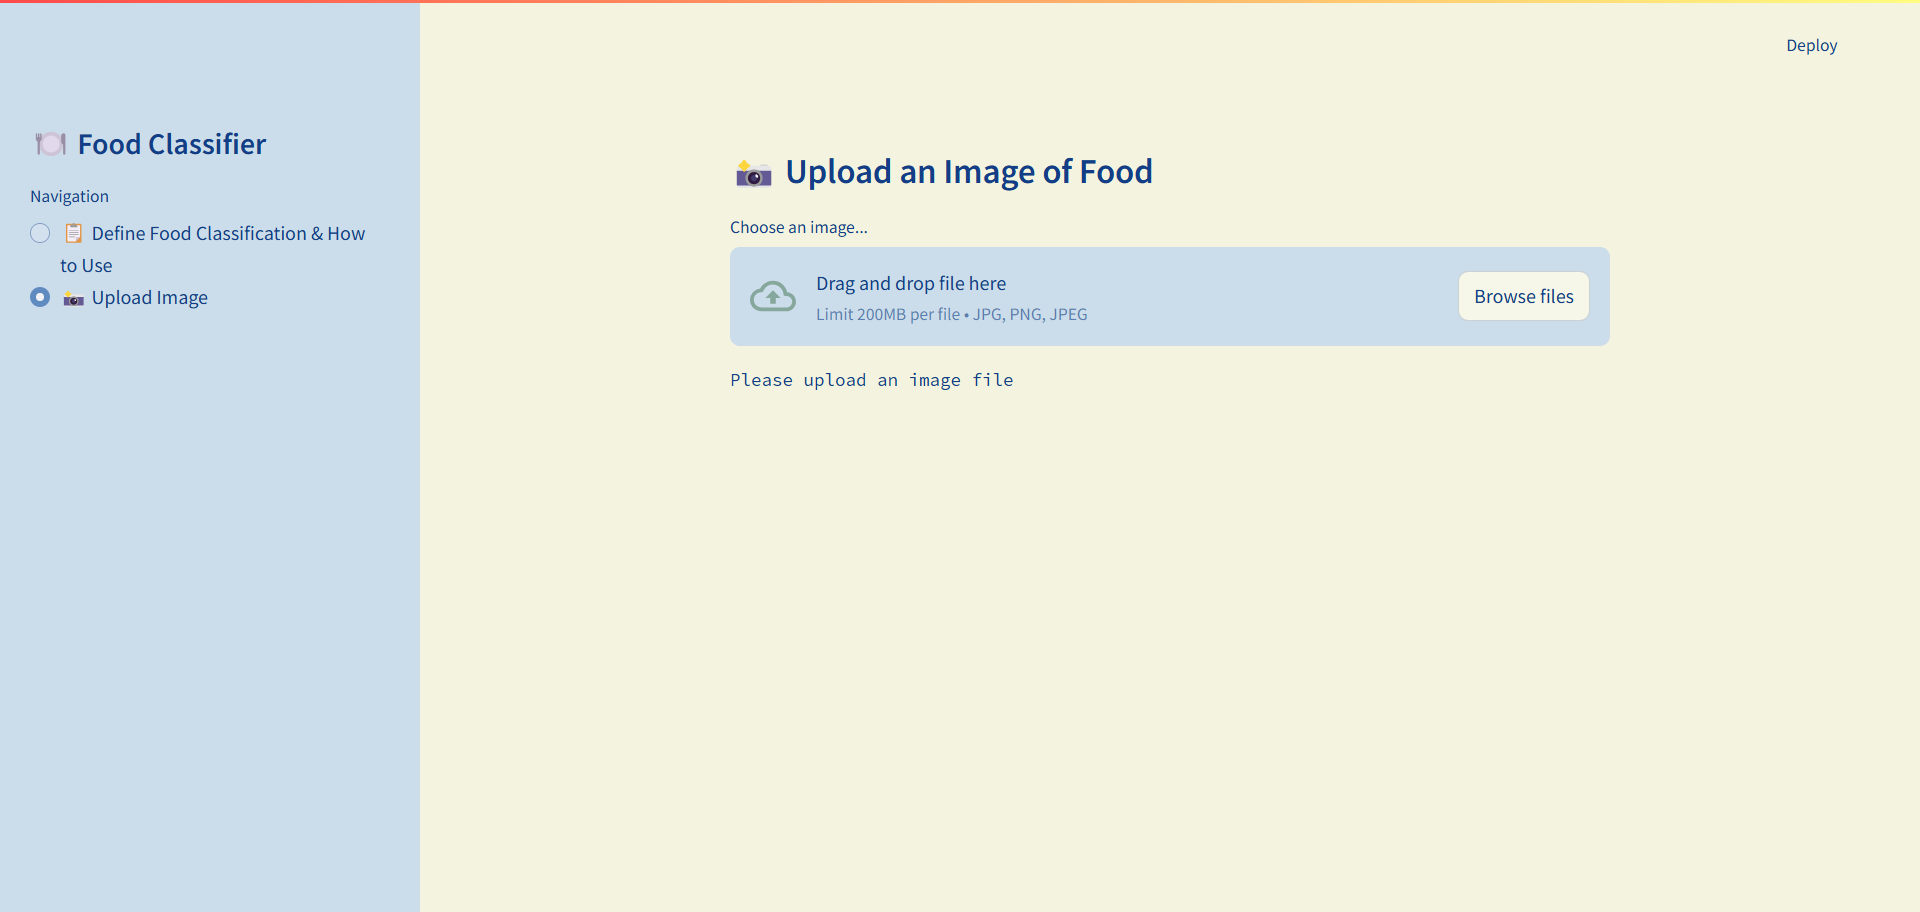 Deploy
Food Classifier
Navigation
Define Food Classification & How
to Use
Upload Image
Upload an Image of Food
Choose an image...
Drag and drop file here
Limit 200MB per file • JPG, PNG, JPEG
Browse files
Please upload an image file